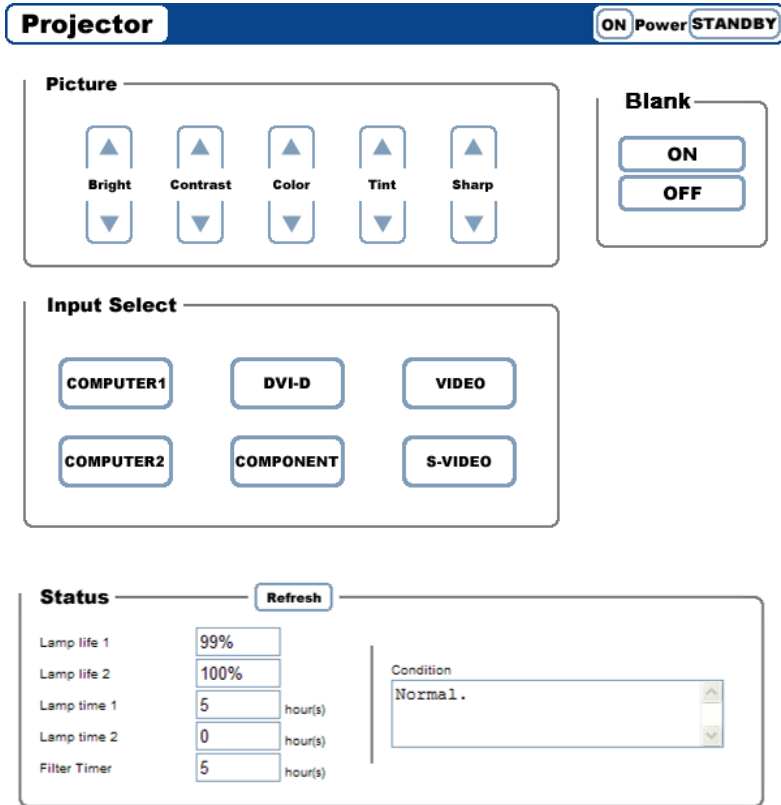 Projector
ON Power STANDBY
Picture
Blank
Bright Contrast Color Tint Sharp
ON
OFF
Input Select
COMPUTER1 DVI-D VIDEO
COMPUTER2 COMPONENT S-VIDEO
Status Refresh
Lamp life 1 99%
Lamp life 2 100%
Condition
Lamp time 1 5 hour(s)
Normal.
Lamp time 2 0 hour(s)
Filter Timer 5 hour(s)